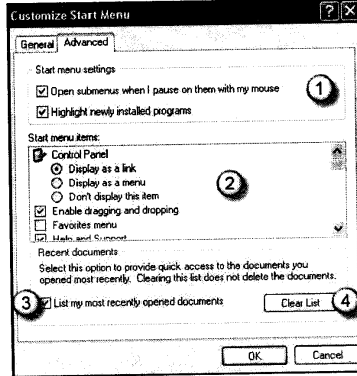 Customize Start Menu
General Advanced
Start menu settings
Open submenus when I pause on them with my mouse
1
Highlight newly installed programs
Start menu items:
Control Panel
Display as a link
Display as a menu
2
Don't display this item
Enable dragging and dropping
Favorites menu
Help and Support
Recent documents
Select this option to provide quick access to the documents you
opened most recently. Clearing this list does not delete the documents.
3 List my most recently opened documents Clear List 4
OK Cancel